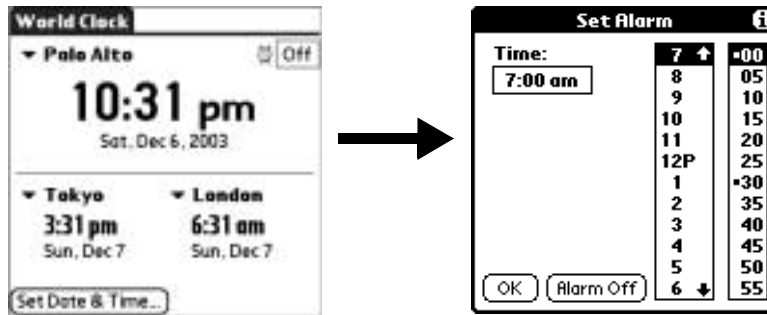 World Clock
Palo Alto
Off
10:31 pm
Sat, Dec 6, 2003
Tokyo
London
3:31 pm
6:31 am
Sun, Dec 7
Sun, Dec 7
Set Date & Time...
Set Alarm
i
Time:
7:00 am
7
8
9
10
11
12P
1
2
3
4
5
6
00
05
10
15
20
25
30
35
40
45
50
55
OK
Alarm Off